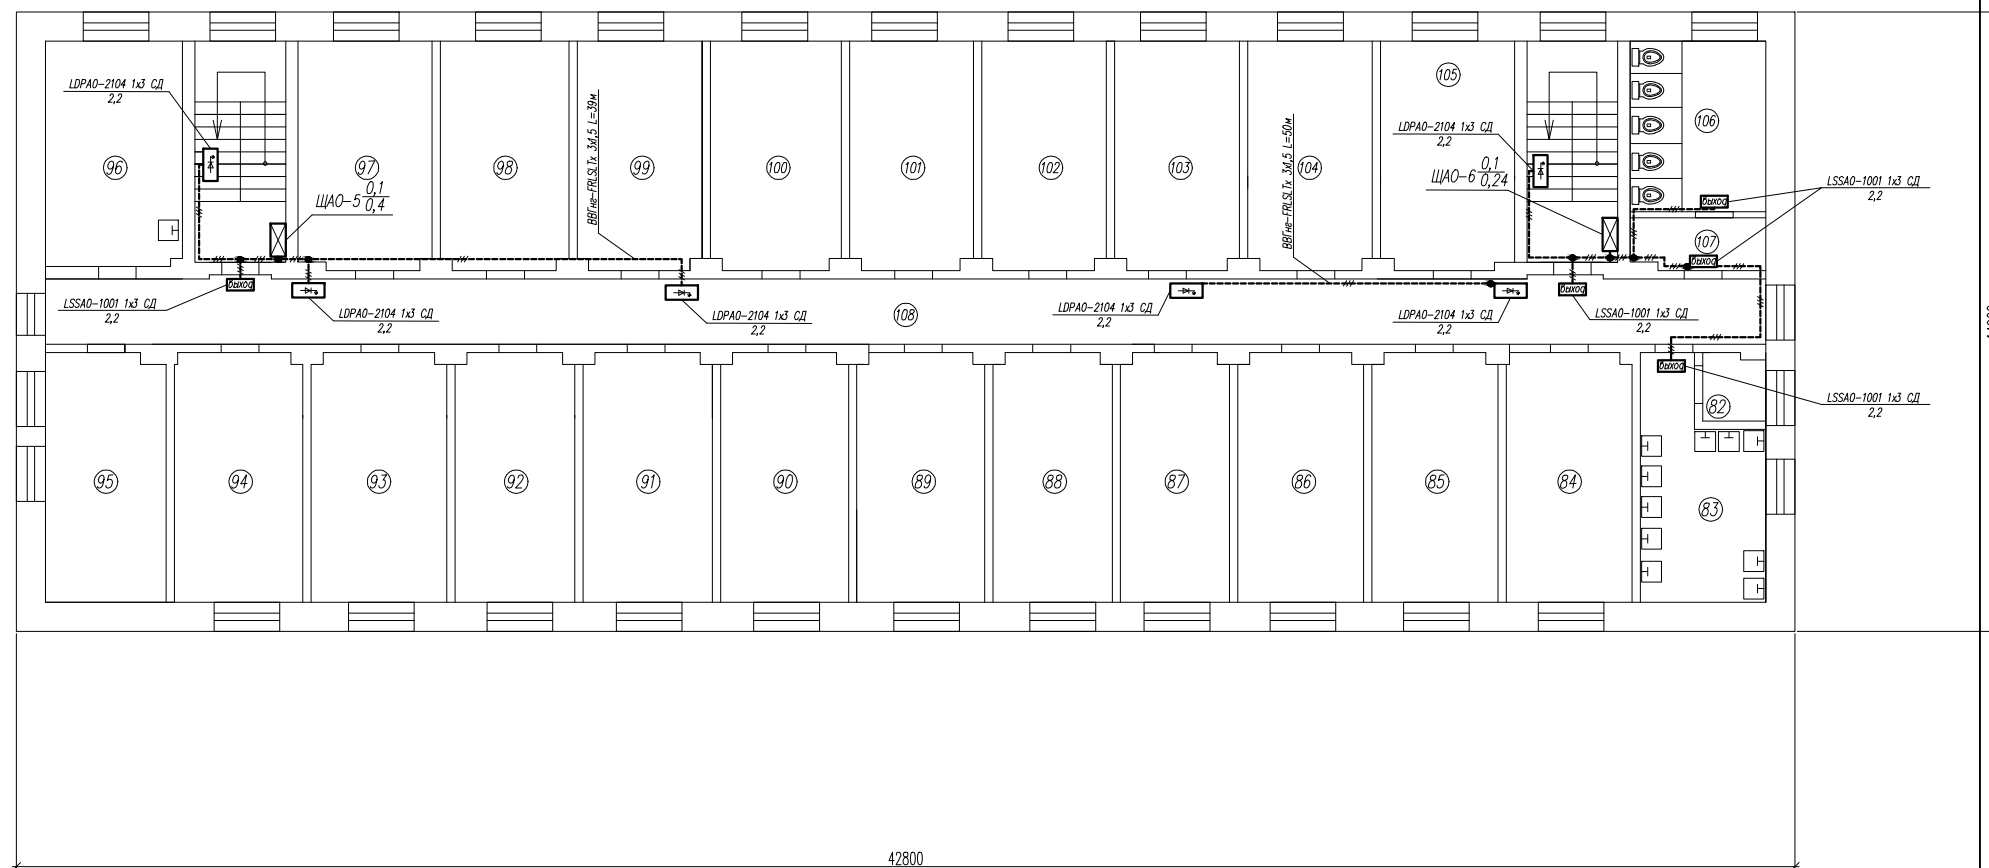 LDPAO-2104 1x3 СД
2,2
105
LDPAO-2104 1x3 СД
2,2
106
ВВГнг-FRLSLTx 3x1,5 L=39м
ВВГнг-FRLSLTx 3x1,5 L=50м
96
97
98
99
100
101
102
103
104
ЩАО-5 0,1
0,4
ЩАО-6 0,1
0,24
LSSAO-1001 1x3 СД
2,2
ВЫХОД
107
ВЫХОД
ВЫХОД
ВЫХОД
LSSAO-1001 1x3 СД
2,2
LDPAO-2104 1x3 СД
2,2
LDPAO-2104 1x3 СД
2,2
108
LDPAO-2104 1x3 СД
2,2
LDPAO-2104 1x3 СД
2,2
LSSAO-1001 1x3 СД
2,2
ВЫХОД
LSSAO-1001 1x3 СД
2,2
82
95
94
93
92
91
90
89
88
87
86
85
84
83
42800